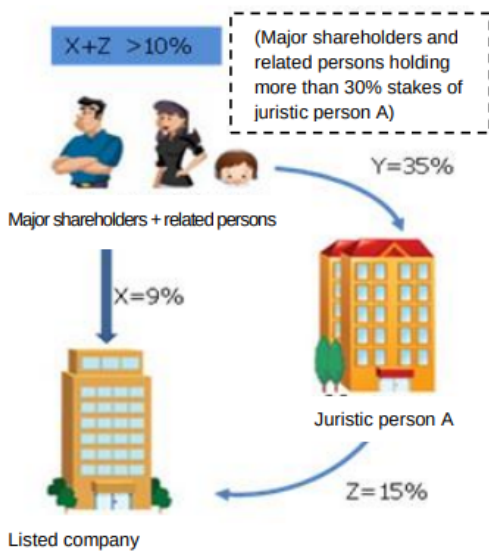 X+Z >10%
(Major shareholders and
related persons holding
more than 30% stakes of
juristic person A)
Y=35%
Major shareholders + related persons
X=9%
Juristic person A
Z=15%
Listed company